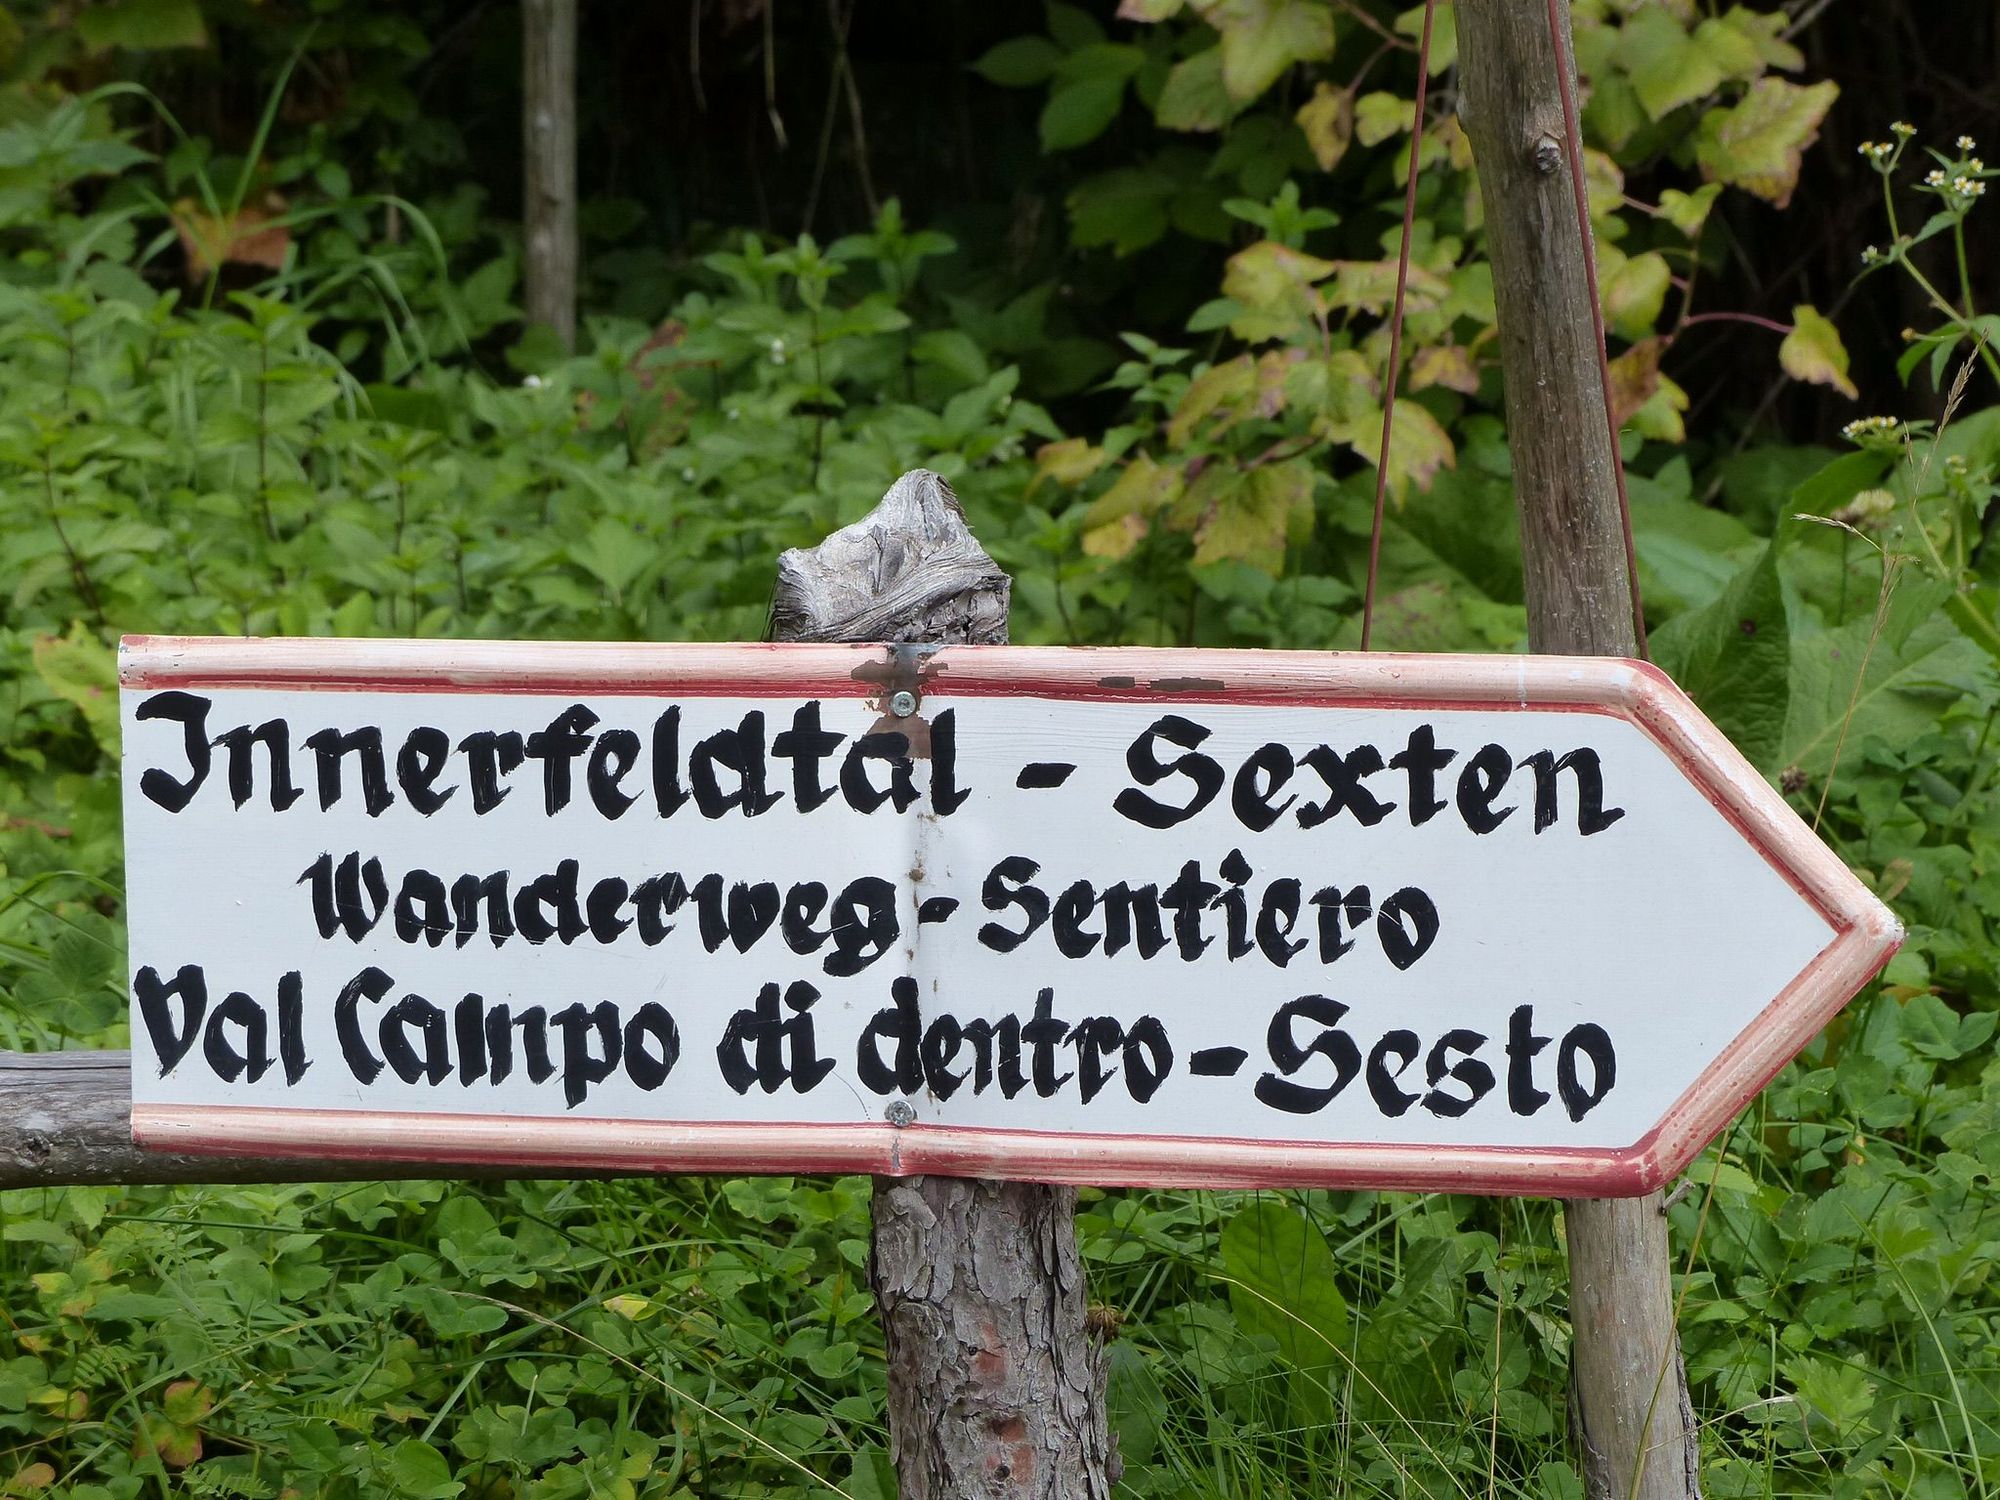 Innerfeldtal - Sexten
Wanderweg - Sentiero
Val Campo di dentro - Sesto